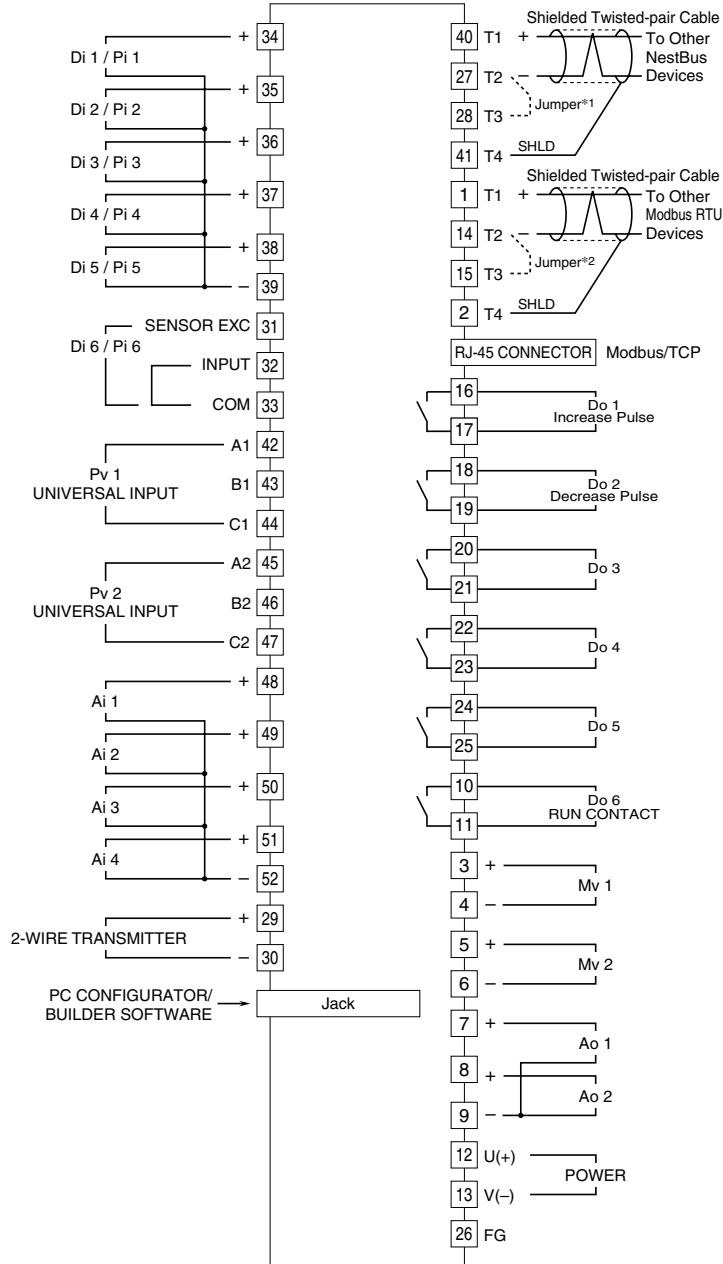 Di 1 / Pi 1
+ 34
Di 2 / Pi 2
+ 35
Di 3 / Pi 3
+ 36
Di 4 / Pi 4
+ 37
Di 5 / Pi 5
+ 38
– 39
Di 6 / Pi 6
SENSOR EXC 31
INPUT 32
COM 33
Pv 1
UNIVERSAL INPUT
A1 42
B1 43
C1 44
Pv 2
UNIVERSAL INPUT
A2 45
B2 46
C2 47
Ai 1
+ 48
Ai 2
+ 49
Ai 3
+ 50
Ai 4
+ 51
– 52
2-WIRE TRANSMITTER
+ 29
– 30
PC CONFIGURATOR/
BUILDER SOFTWARE
Jack
Shielded Twisted-pair Cable
40 T1 + To Other
NestBus
27 T2 – Devices
Jumper*1
28 T3
41 T4 SHLD
Shielded Twisted-pair Cable
1 T1 + To Other
Modbus RTU
14 T2 – Devices
Jumper*2
15 T3
2 T4 SHLD
RJ-45 CONNECTOR Modbus/TCP
16
Do 1
Increase Pulse
17
18
Do 2
Decrease Pulse
19
20
Do 3
21
22
Do 4
23
24
Do 5
25
10
Do 6
RUN CONTACT
11
3 +
Mv 1
4 –
5 +
Mv 2
6 –
7 +
Ao 1
8 +
Ao 2
9 –
12 U(+)
POWER
13 V(–)
26 FG